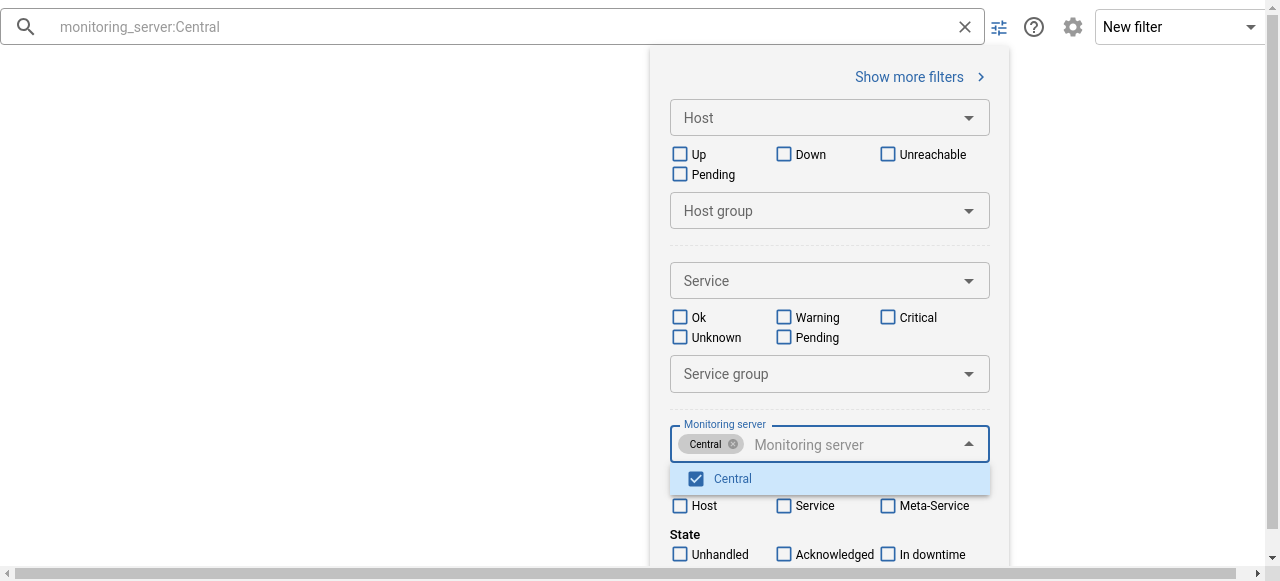 monitoring_server:Central
New filter
Show more filters
Host
Up Down Unreachable
Pending
Host group
Service
Ok Warning Critical
Unknown Pending
Service group
Monitoring server
Central Monitoring server
Central
Host Service Meta-Service
State
Unhandled Acknowledged In downtime